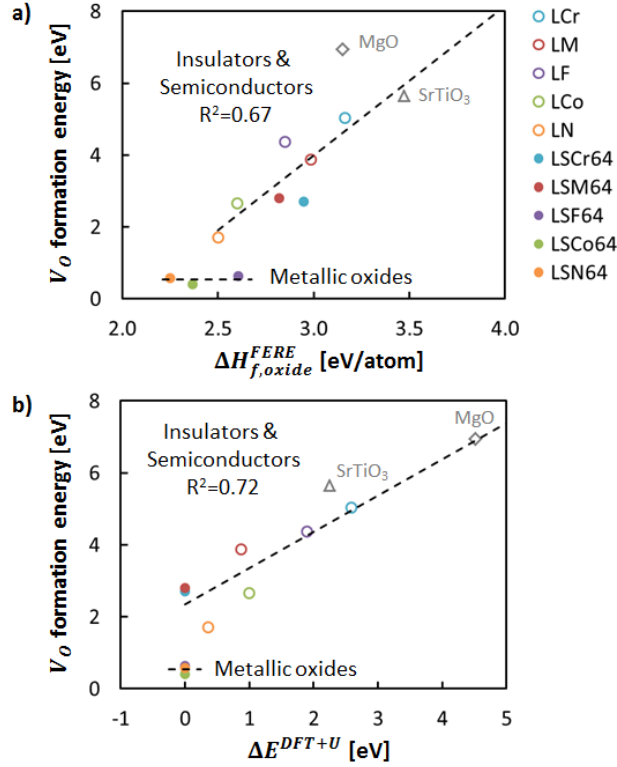 a)
8
6
4
2
0
V_O formation energy [eV]
Insulators &
Semiconductors
R²=0.67
MgO
SrTiO₃
Metallic oxides
2.0 2.5 3.0 3.5 4.0
ΔH^{FERE}_{f,oxide} [eV/atom]
LCr
LM
LF
LCo
LN
LSCr64
LSM64
LSF64
LSCo64
LSN64
b)
8
6
4
2
0
V_O formation energy [eV]
Insulators &
Semiconductors
R²=0.72
MgO
SrTiO₃
Metallic oxides
-1 0 1 2 3 4 5
ΔE^{DFT+U} [eV]